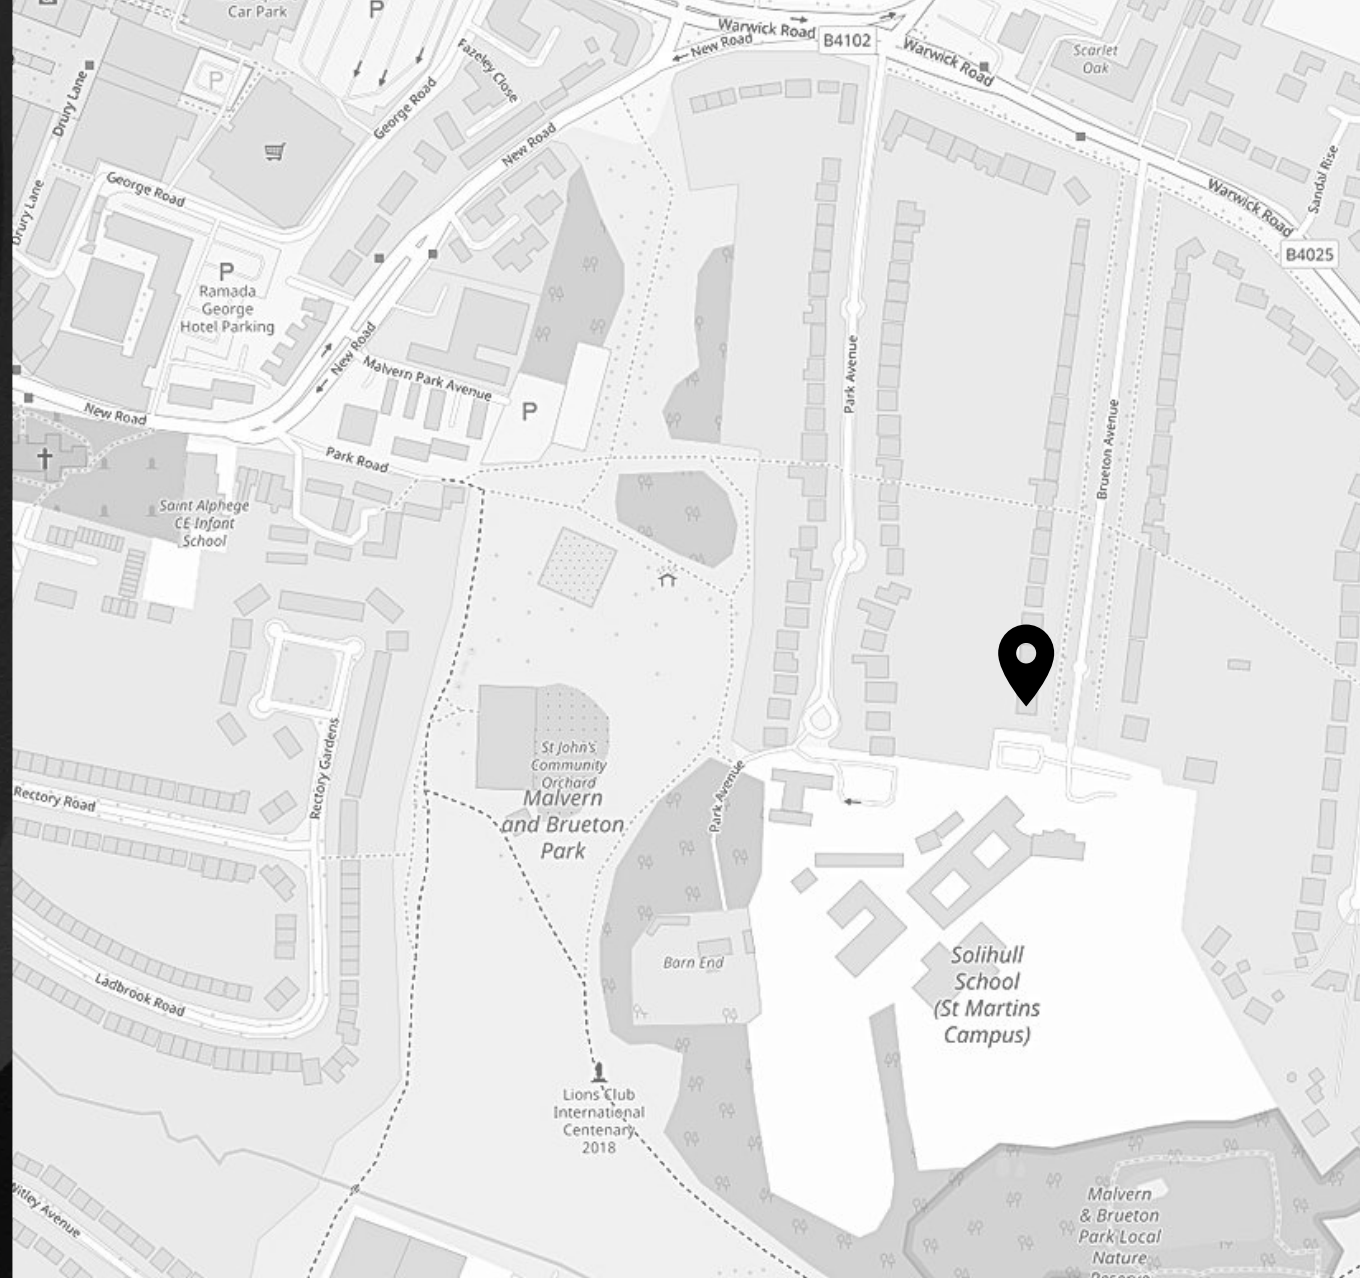 Car Park
P
Warwick Road
New Road
B4102
Warwick Road
Scarlet
Oak
Fazeley Close
Drury Lane
P
George Road
New Road
Sandal Rise
George Road
Drury Lane
Warwick Road
B4025
P
Ramada
George
Hotel Parking
New Road
Malvern Park Avenue
Park Avenue
P
New Road
Brueton Avenue
Park Road
Saint Alphege
CE Infant
School
Rectory Gardens
St John's
Community
Orchard
Malvern
and Brueton
Park
Park Avenue
Rectory Road
Barn End
Solihull
School
(St Martins
Campus)
Ladbrook Road
Lions Club
International
Centenary
2018
Witley Avenue
Malvern
& Brueton
Park Local
Nature
Reserve